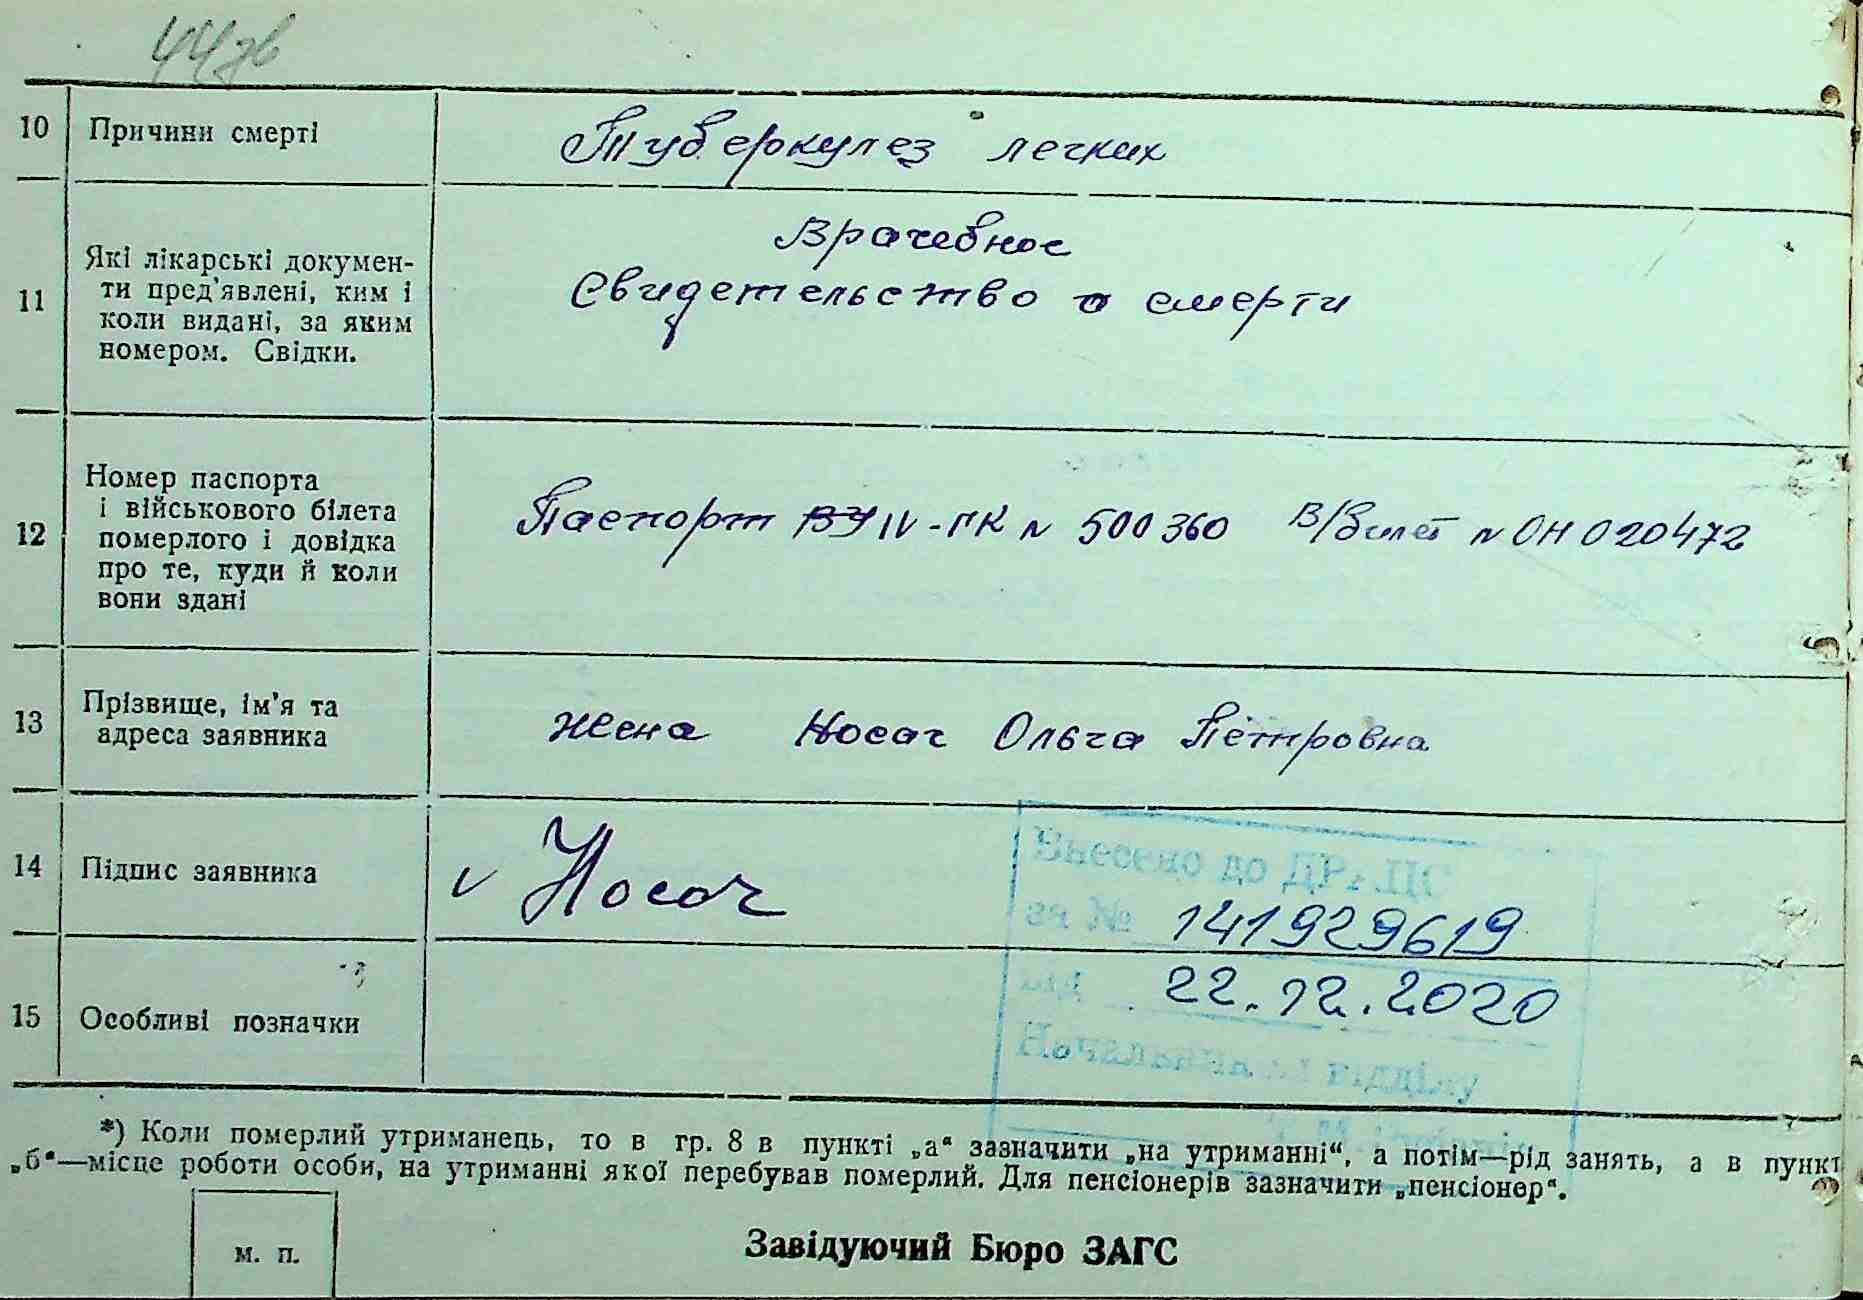 44зв
10 Причини смерті Туберкулез легких
11 Які лікарські докумен-
ти пред'явлені, ким і
коли видані, за яким
номером. Свідки.
Врачебное
Свидетельство о смерти
12 Номер паспорта
і військового білета
померлого і довідка
про те, куди й коли
вони здані
Паспорт IV-ПК № 500360 В/билет № ОН 020472
13 Прізвище, ім'я та
адреса заявника
жена Носач Ольга Петровна
14 Підпис заявника
v Носач
Внесено до ДРАЦС
за № 141929619
15 Особливі позначки
від 22.12.2020
Начальник відділу
*) Коли померлий утриманець, то в гр. 8 в пункті „а“ зазначити „на утриманні“, а потім—рід занять, а в пункт
„б“—місце роботи особи, на утриманні якої перебував померлий. Для пенсіонерів зазначити „пенсіонер“.
м. п.
Завідуючий Бюро ЗАГС